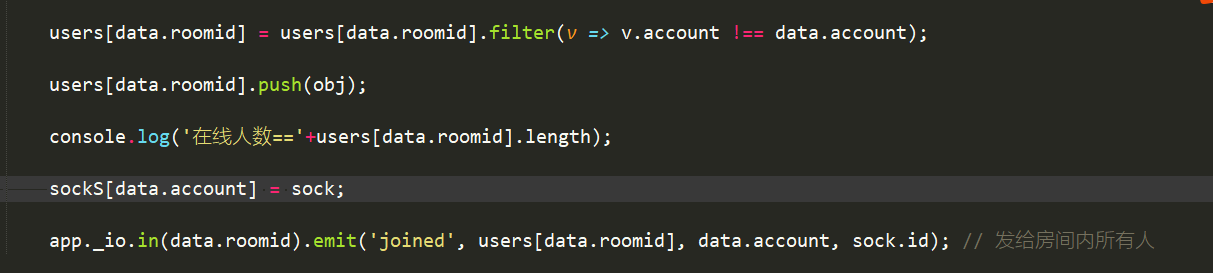 users[data.roomid] = users[data.roomid].filter(v => v.account !== data.account);
users[data.roomid].push(obj);
console.log('在线人数=='+users[data.roomid].length);
sockS[data.account] = sock;
app._io.in(data.roomid).emit('joined', users[data.roomid], data.account, sock.id); // 发给房间内所有人